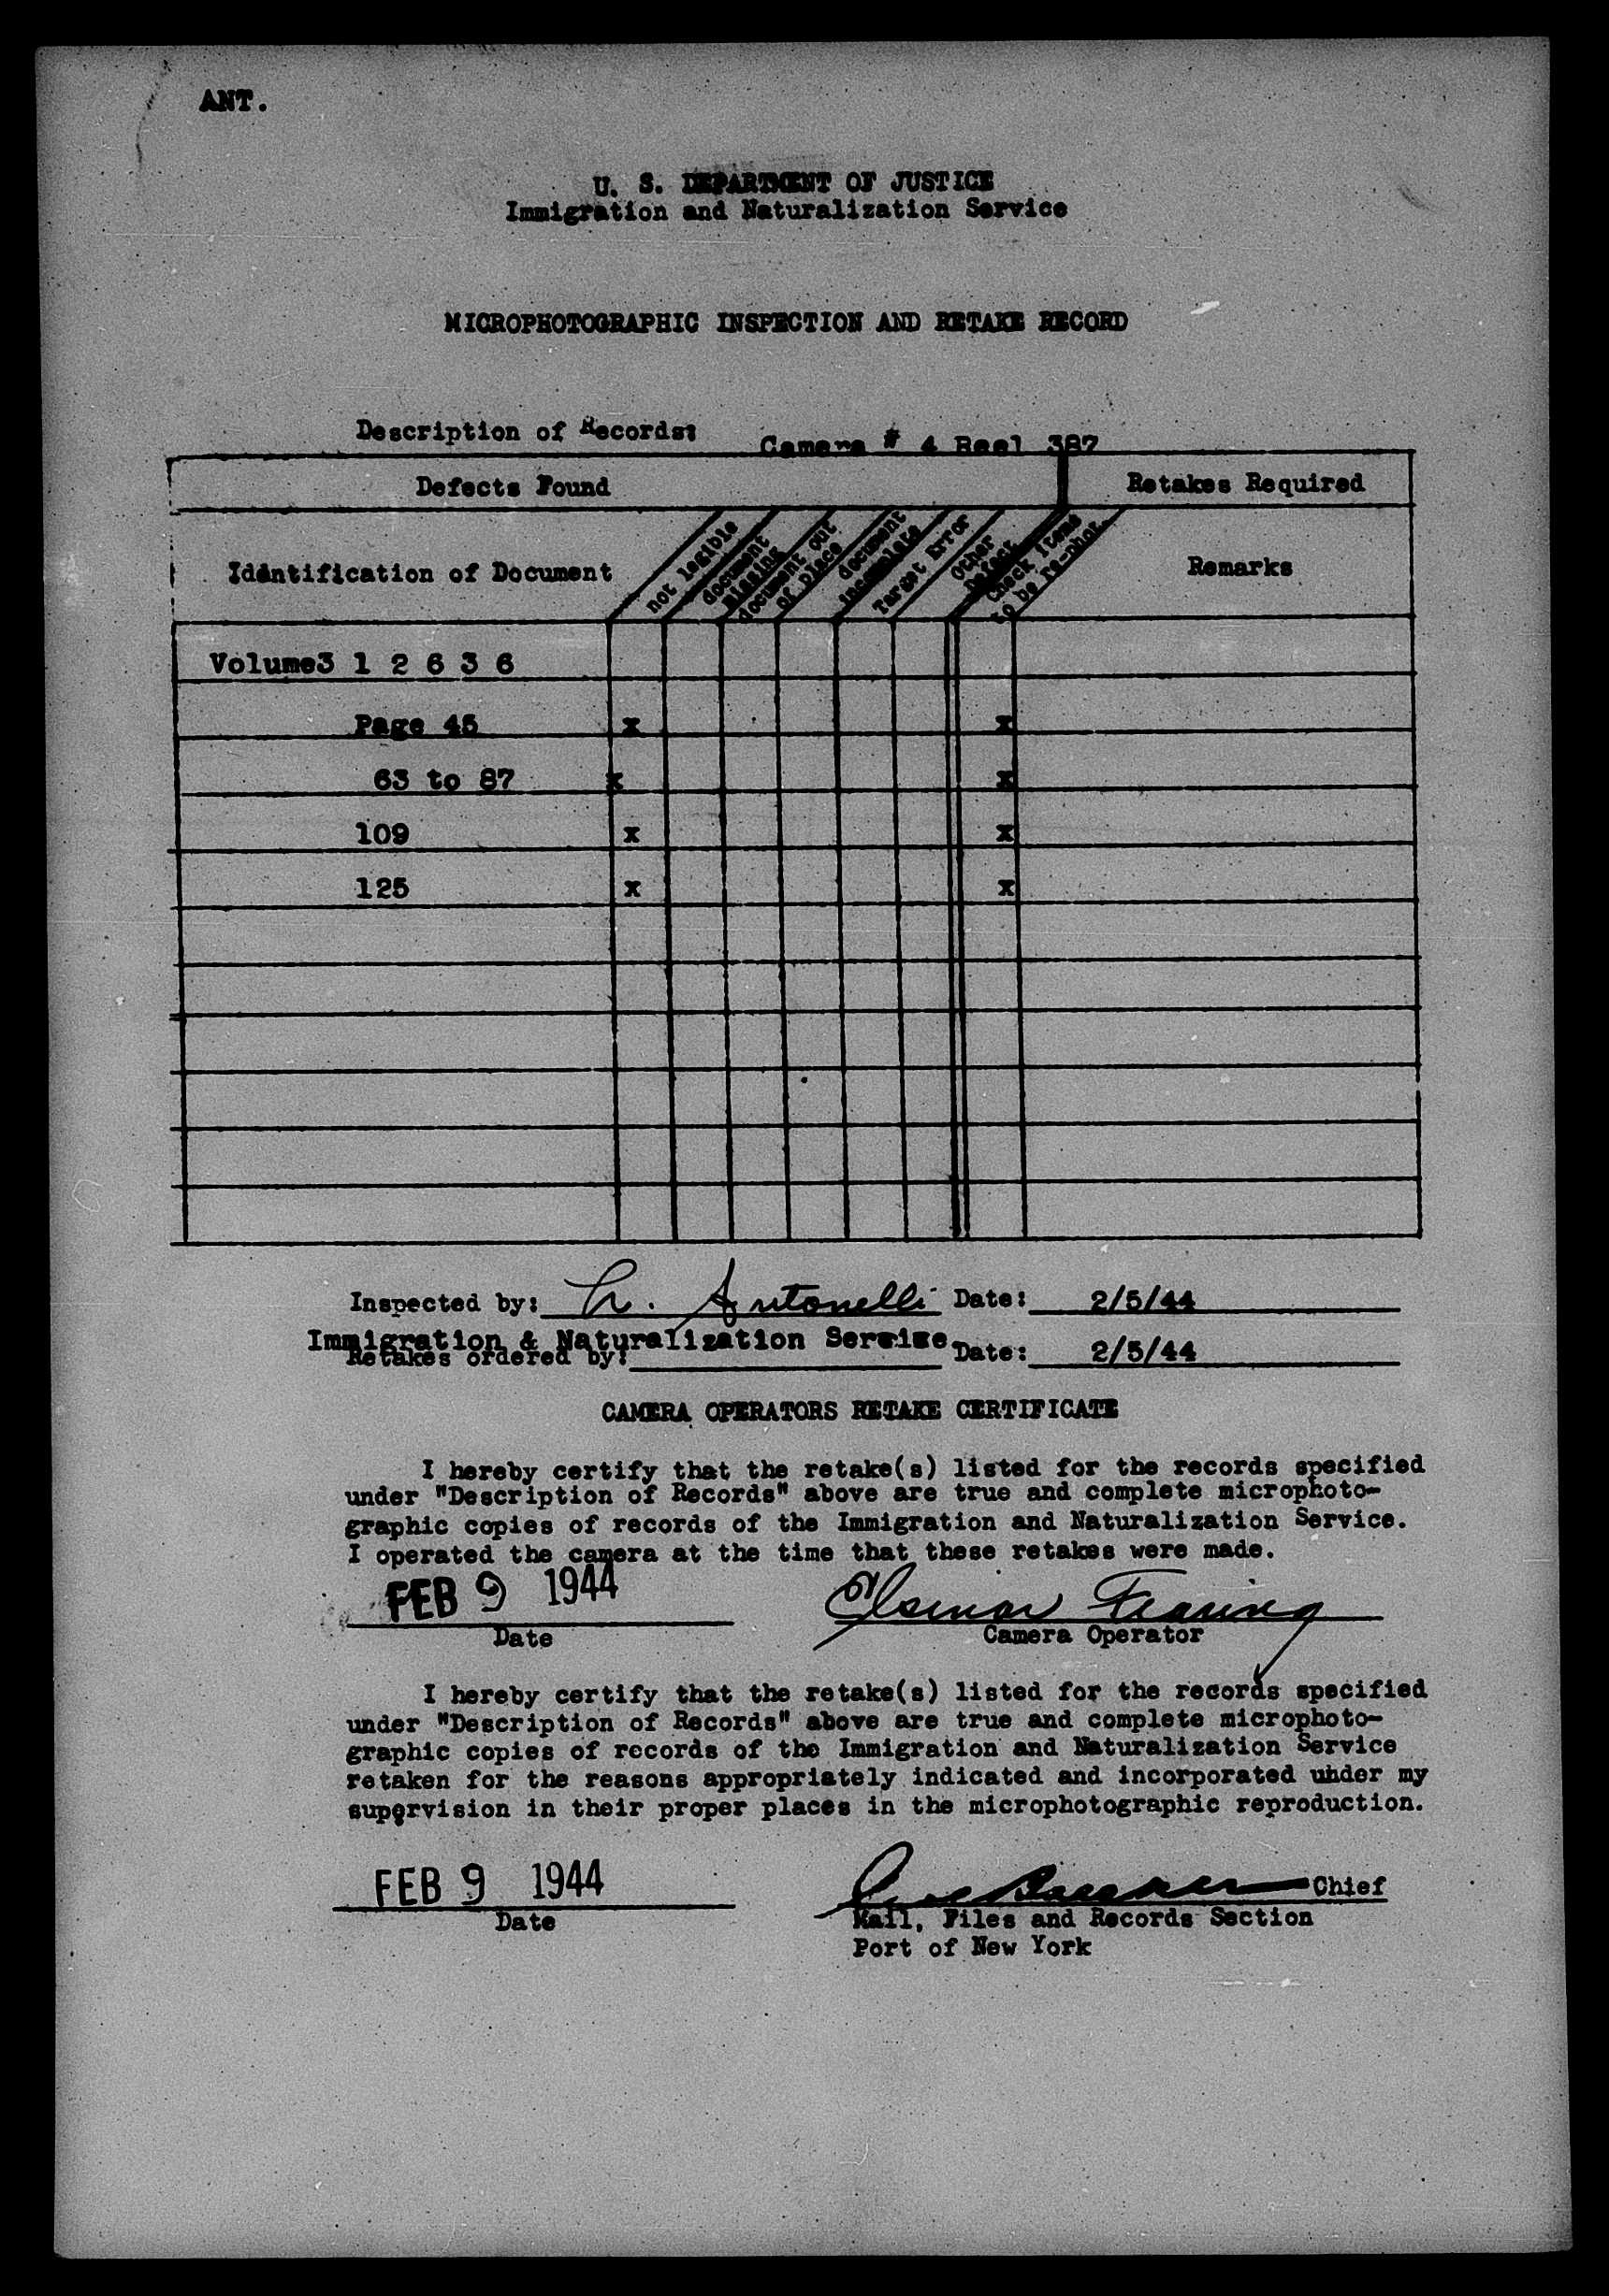 ANT.
U. S. DEPARTMENT OF JUSTICE
Immigration and Naturalization Service
MICROPHOTOGRAPHIC INSPECTION AND RETAKE RECORD
Description of Records: Camera # 4 Reel 387
Defects Found Retakes Required
Identification of Document
not legible
document missing
document out of place
document incomplete
Target Error
Other Defect
Check items to be re-phot.
Remarks
Volume3 1 2 6 3 6
Page 45 x x
63 to 87 x x
109 x x
125 x x
Inspected by: Antonelli Date: 2/5/44
Immigration & Naturalization Service
Retakes ordered by: Date: 2/5/44
CAMERA OPERATORS RETAKE CERTIFICATE
I hereby certify that the retake(s) listed for the records specified
under "Description of Records" above are true and complete microphoto-
graphic copies of records of the Immigration and Naturalization Service.
I operated the camera at the time that these retakes were made.
FEB 9 1944
Date Camera Operator
I hereby certify that the retake(s) listed for the records specified
under "Description of Records" above are true and complete microphoto-
graphic copies of records of the Immigration and Naturalization Service
retaken for the reasons appropriately indicated and incorporated under my
supervision in their proper places in the microphotographic reproduction.
FEB 9 1944 Chief
Date Mail, Files and Records Section
Port of New York